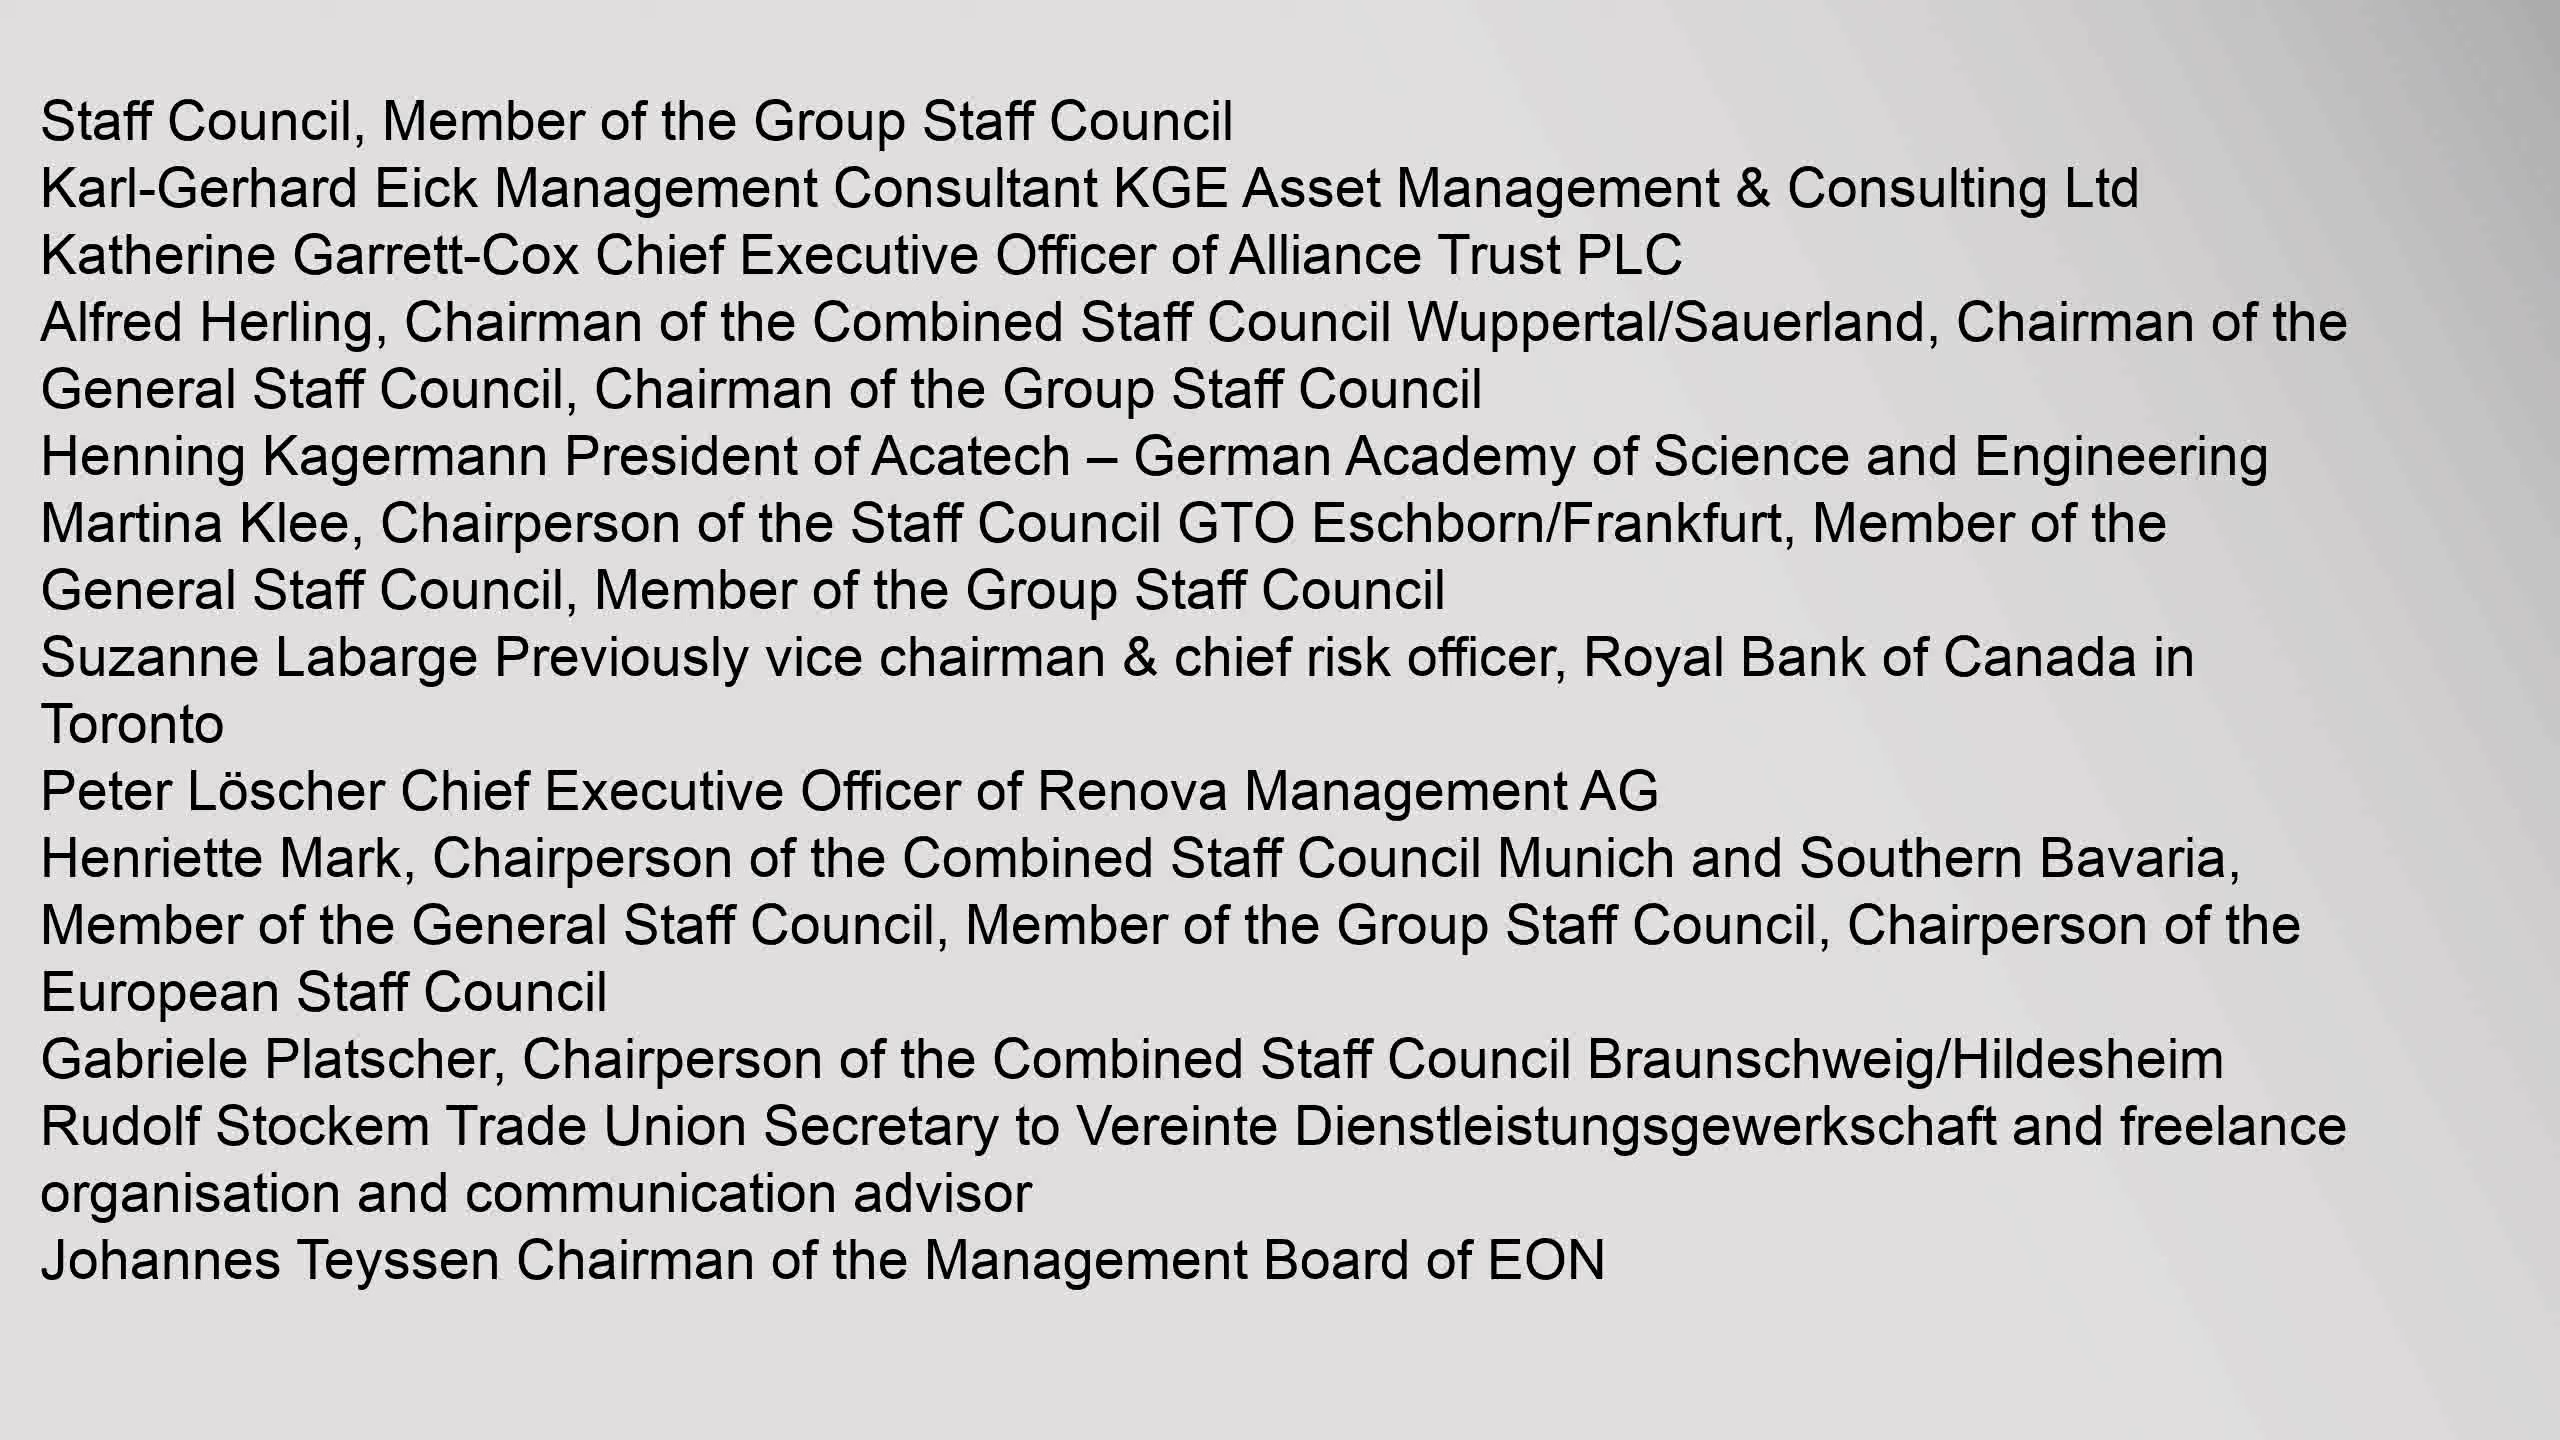 Staff Council, Member of the Group Staff Council
Karl-Gerhard Eick Management Consultant KGE Asset Management & Consulting Ltd
Katherine Garrett-Cox Chief Executive Officer of Alliance Trust PLC
Alfred Herling, Chairman of the Combined Staff Council Wuppertal/Sauerland, Chairman of the
General Staff Council, Chairman of the Group Staff Council
Henning Kagermann President of Acatech – German Academy of Science and Engineering
Martina Klee, Chairperson of the Staff Council GTO Eschborn/Frankfurt, Member of the
General Staff Council, Member of the Group Staff Council
Suzanne Labarge Previously vice chairman & chief risk officer, Royal Bank of Canada in
Toronto
Peter Löscher Chief Executive Officer of Renova Management AG
Henriette Mark, Chairperson of the Combined Staff Council Munich and Southern Bavaria,
Member of the General Staff Council, Member of the Group Staff Council, Chairperson of the
European Staff Council
Gabriele Platscher, Chairperson of the Combined Staff Council Braunschweig/Hildesheim
Rudolf Stockem Trade Union Secretary to Vereinte Dienstleistungsgewerkschaft and freelance
organisation and communication advisor
Johannes Teyssen Chairman of the Management Board of EON